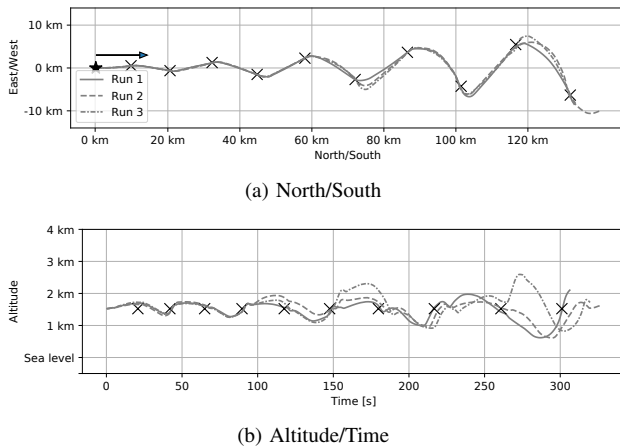 10 km
0 km
-10 km
East/West
Run 1
Run 2
Run 3
0 km 20 km 40 km 60 km 80 km 100 km 120 km
North/South
(a) North/South
4 km
3 km
2 km
1 km
Sea level
Altitude
0 50 100 150 200 250 300
Time [s]
(b) Altitude/Time